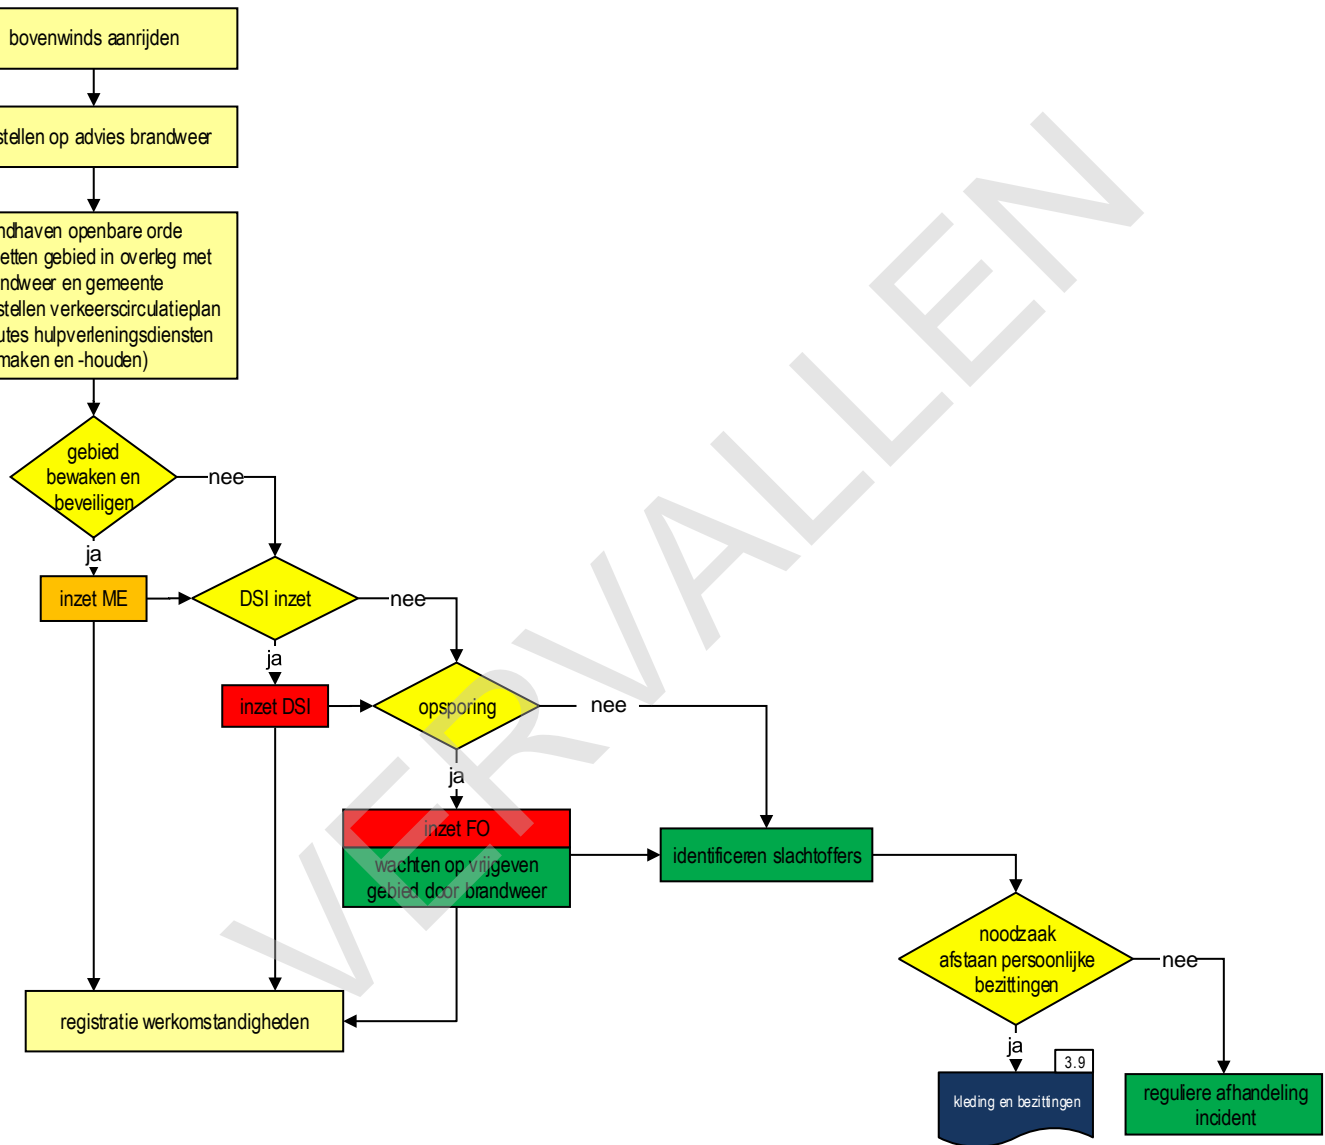 bovenwinds aanrijden
stellen op advies brandweer
ndhaven openbare orde
etten gebied in overleg met
ndweer en gemeente
stellen verkeerscirculatieplan
utes hulpverleningsdiensten
maken en -houden)
gebied
bewaken en
beveiligen
nee
ja
inzet ME
DSI inzet
nee
ja
inzet DSI
opsporing
nee
ja
inzet FO
wachten op vrijgeven
gebied door brandweer
identificeren slachtoffers
noodzaak
afstaan persoonlijke
bezittingen
nee
registratie werkomstandigheden
ja
3.9
kleding en bezittingen
reguliere afhandeling
incident
VERVALLEN